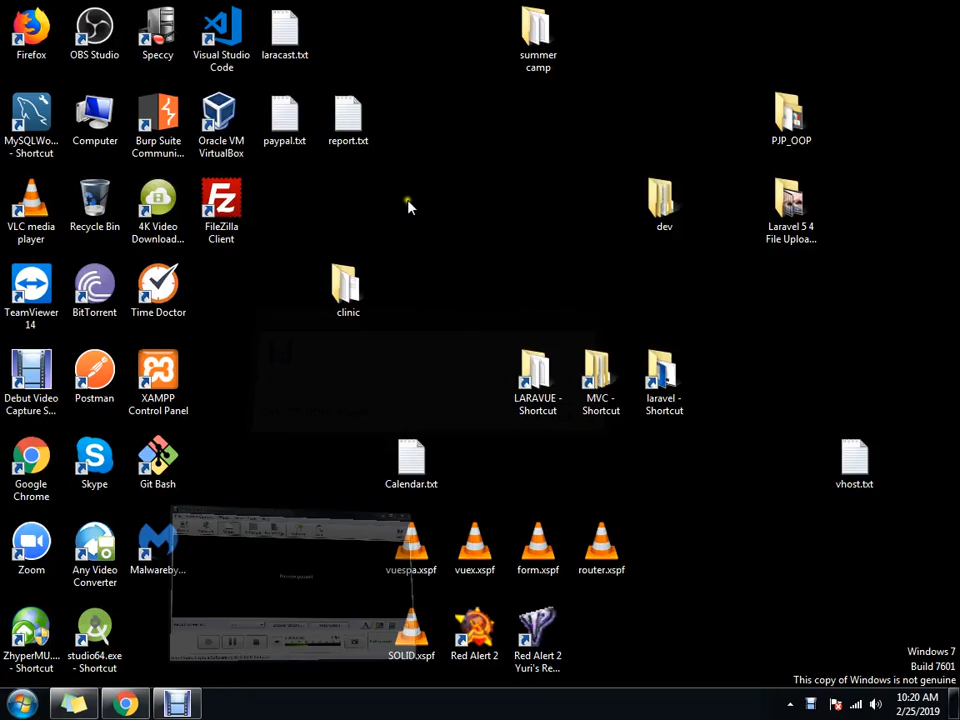 Firefox
OBS Studio
Speccy
Visual Studio
Code
laracast.txt
summer
camp
MySQLWo...
- Shortcut
Computer
Burp Suite
Communi...
Oracle VM
VirtualBox
paypal.txt
report.txt
PJP_OOP
VLC media
player
Recycle Bin
4K Video
Download...
FileZilla
Client
dev
Laravel 5 4
File Uploa...
TeamViewer
14
BitTorrent
Time Doctor
clinic
Debut Video
Capture S...
Postman
XAMPP
Control Panel
LARAVUE -
Shortcut
MVC -
Shortcut
laravel -
Shortcut
Google
Chrome
Skype
Git Bash
Calendar.txt
vhost.txt
Zoom
Any Video
Converter
Malwareby...
vuespa.xspf
vuex.xspf
form.xspf
router.xspf
ZhyperMU...
- Shortcut
studio64.exe
- Shortcut
SOLID.xspf
Red Alert 2
Red Alert 2
Yuri's Re...
Windows 7
Build 7601
This copy of Windows is not genuine
10:20 AM
2/25/2019